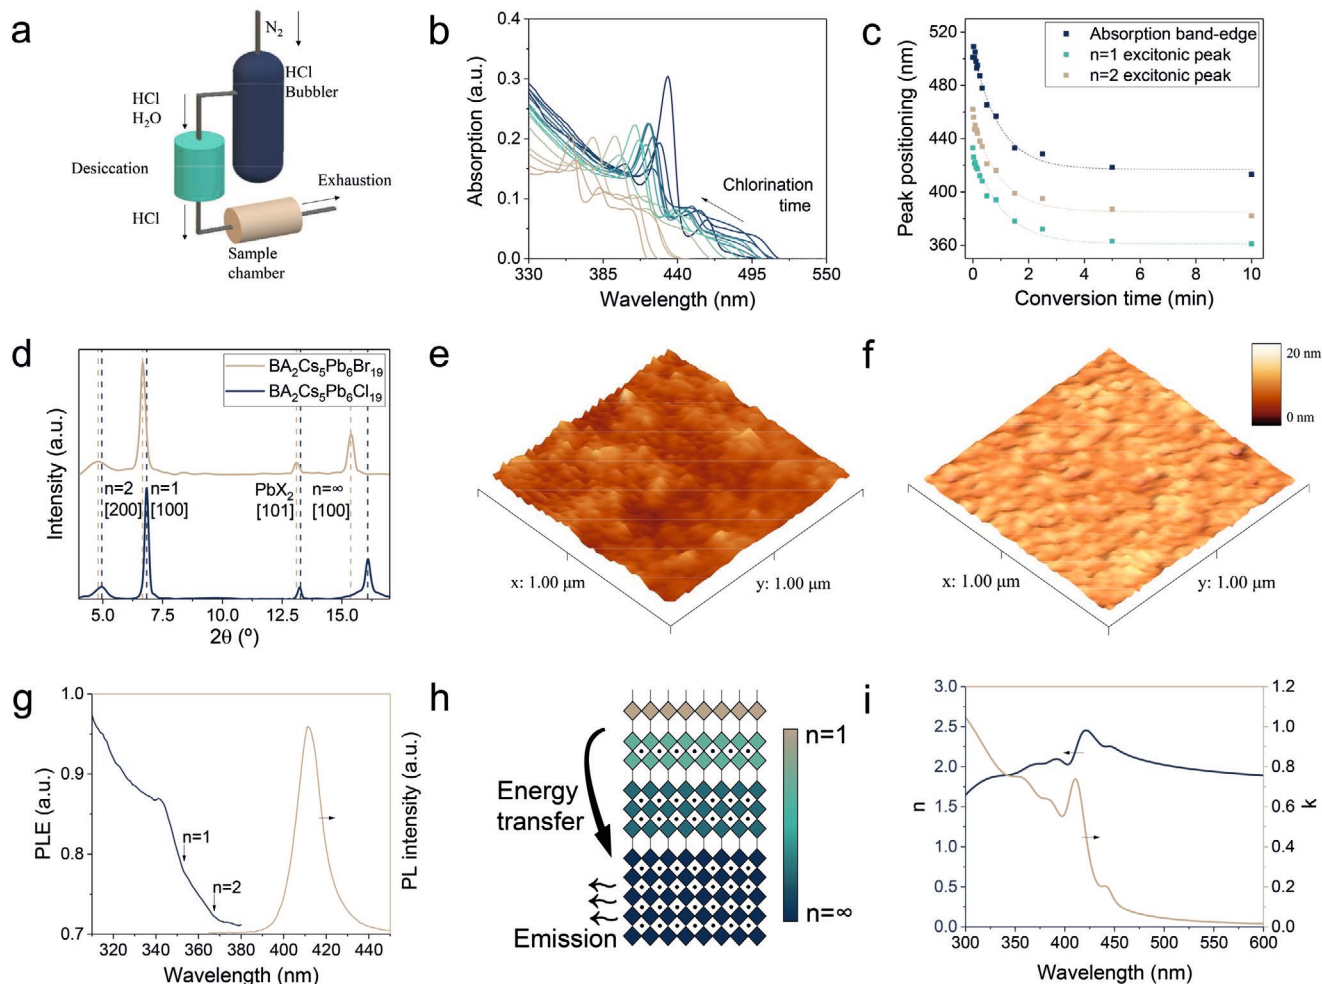 a
N₂
HCl
Bubbler
HCl
H₂O
Desiccation
Exhaustion
HCl
Sample
chamber
b
Absorption (a.u.)
0.4
0.3
0.2
0.1
0.0
Chlorination
time
330 385 440 495 550
Wavelength (nm)
c
Peak positioning (nm)
520
480
440
400
360
Absorption band-edge
n=1 excitonic peak
n=2 excitonic peak
0 2 4 6 8 10
Conversion time (min)
d
Intensity (a.u.)
BA₂Cs₅Pb₆Br₁₉
BA₂Cs₅Pb₆Cl₁₉
n=2
[200]
n=1
[100]
PbX₂
[101]
n=∞
[100]
5.0 7.5 10.0 12.5 15.0
2θ (º)
e
x: 1.00 µm
y: 1.00 µm
f
20 nm
0 nm
x: 1.00 µm
y: 1.00 µm
g
PLE (a.u.)
1.0
0.9
0.8
0.7
n=1
n=2
PL intensity (a.u.)
320 340 360 380 400 420 440
Wavelength (nm)
h
Energy
transfer
Emission
n=1
n=∞
i
n
3.0
2.5
2.0
1.5
1.0
0.5
0.0
1.2
1.0
0.8
0.6
0.4
0.2
0.0
k
300 350 400 450 500 550 600
Wavelength (nm)